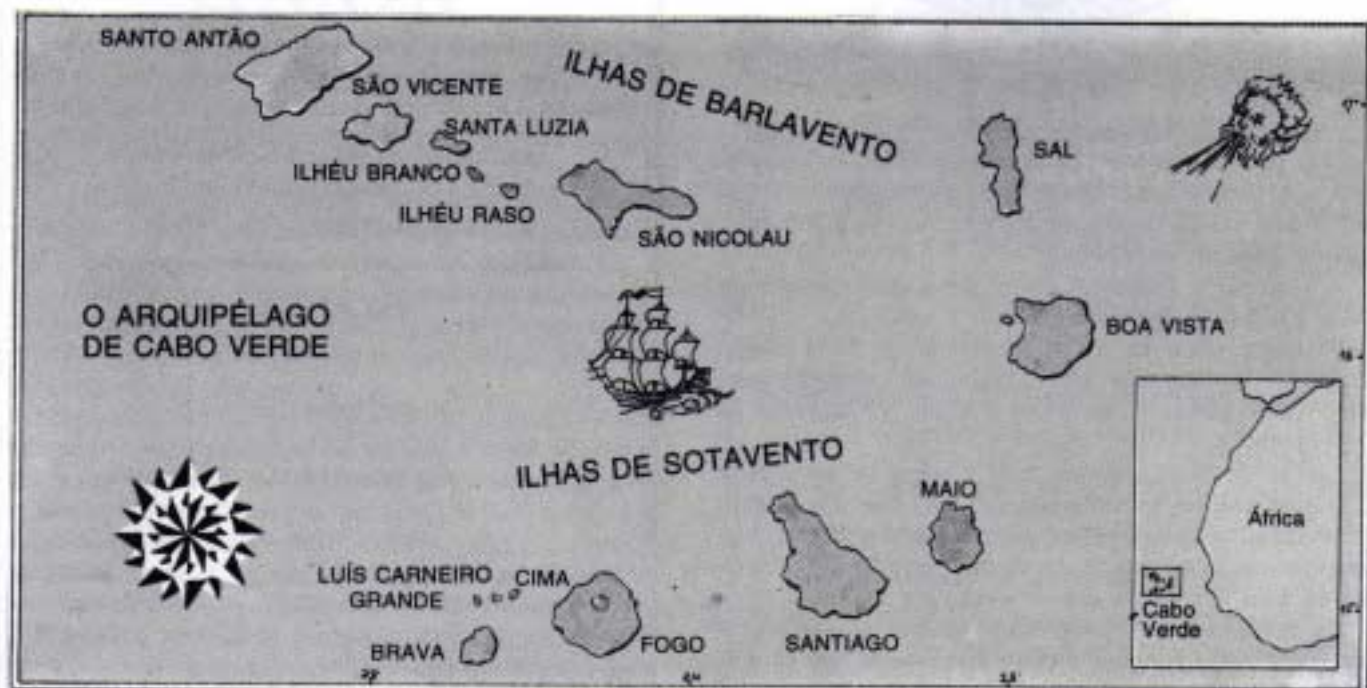 SANTO ANTÃO
SÃO VICENTE
SANTA LUZIA
ILHÉU BRANCO
ILHÉU RASO
SÃO NICOLAU
ILHAS DE BARLAVENTO
SAL
BOA VISTA
O ARQUIPÉLAGO
DE CABO VERDE
ILHAS DE SOTAVENTO
MAIO
SANTIAGO
LUÍS CARNEIRO
GRANDE
CIMA
FOGO
BRAVA
África
Cabo
Verde